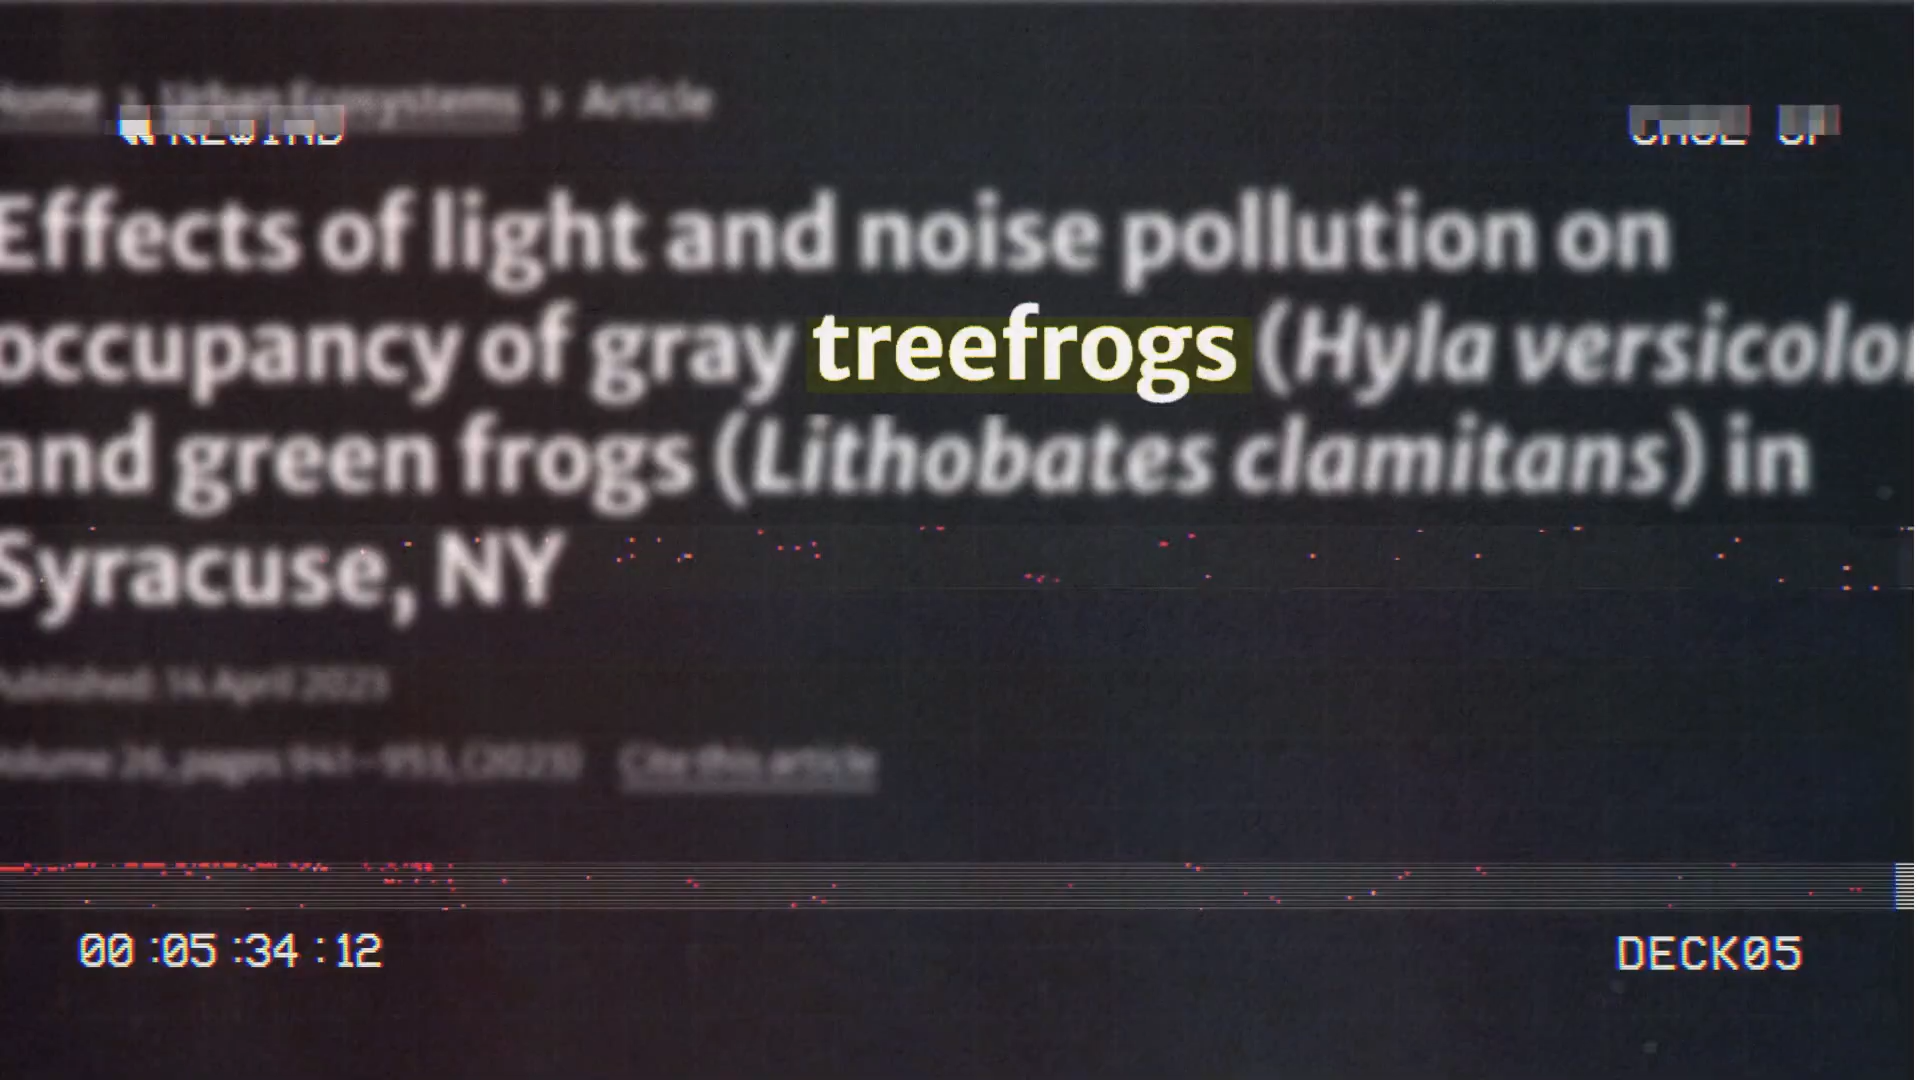 Home > Urban Ecosystems > Article
REWIND
Effects of light and noise pollution on
occupancy of gray treefrogs (Hyla versicolor
and green frogs (Lithobates clamitans) in
Syracuse, NY
Published: 14 April 2023
Volume 26, pages 941–953, (2023) Cite this article
00:05:34:12
DECK05